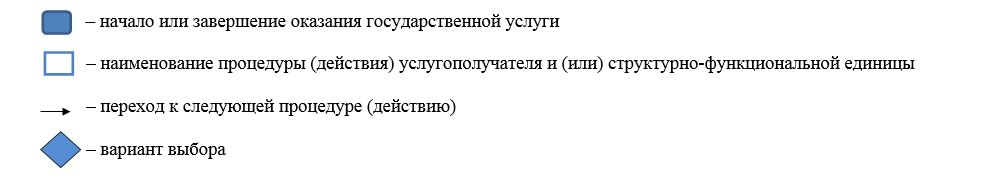 – начало или завершение оказания государственной услуги
– наименование процедуры (действия) услугополучателя и (или) структурно-функциональной единицы
– переход к следующей процедуре (действию)
– вариант выбора